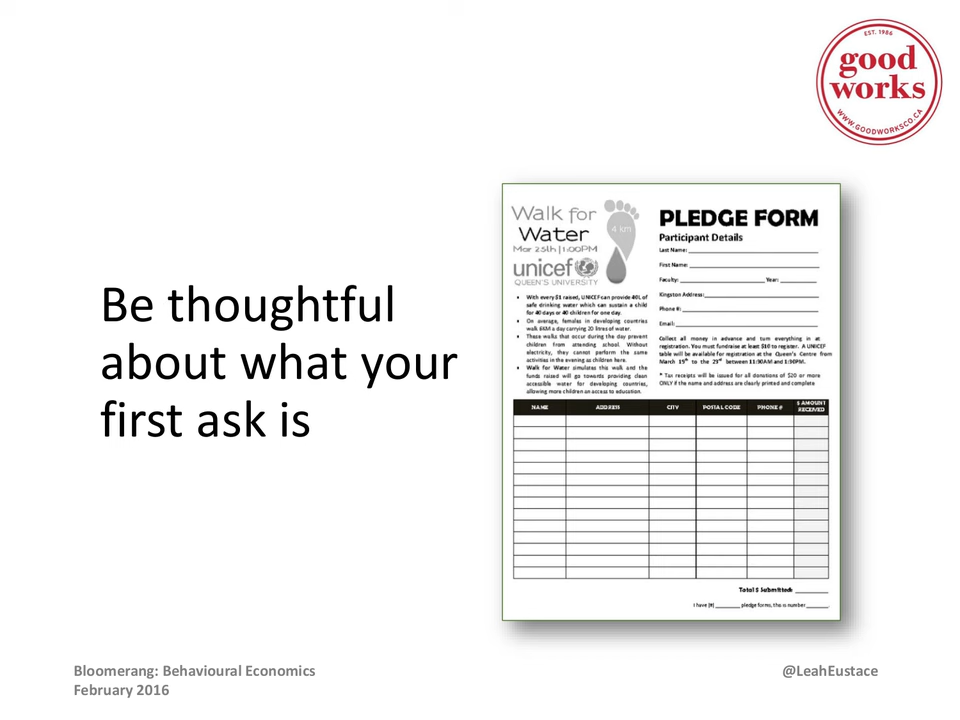 EST. 1986
good
works
WWW.GOODWORKSCO.CA
Be thoughtful
about what your
first ask is
Walk for
Water
Mar 25th | 1:00PM
unicef
QUEEN'S UNIVERSITY
4 km
• With every $1 raised, UNICEF can provide 40L of
safe drinking water which can sustain a child
for 40 days or 40 children for one day.
• On average, females in developing countries
walk 6KM a day carrying 20 litres of water.
• These walks that occur during the day prevent
children from attending school. Without
electricity, they cannot perform the same
activities in the evening as children here.
• Walk for Water simulates this walk and the
funds raised will go towards providing clean
accessible water for developing countries,
allowing more children an access to education.
PLEDGE FORM
Participant Details
Last Name:
First Name:
Faculty: Year:
Kingston Address:
Phone #:
Email:
Collect all money in advance and turn everything in at
registration. You must fundraise at least $10 to register. A UNICEF
table will be available for registration at the Queen's Centre from
March 15th to the 23rd between 11:30AM and 1:30PM.
* Tax receipts will be issued for all donations of $20 or more
ONLY if the name and address are clearly printed and complete
NAME ADDRESS CITY POSTAL CODE PHONE # $ AMOUNT RECEIVED
Total $ Submitted:
I have (#) pledge forms, this is number
Bloomerang: Behavioural Economics
February 2016
@LeahEustace